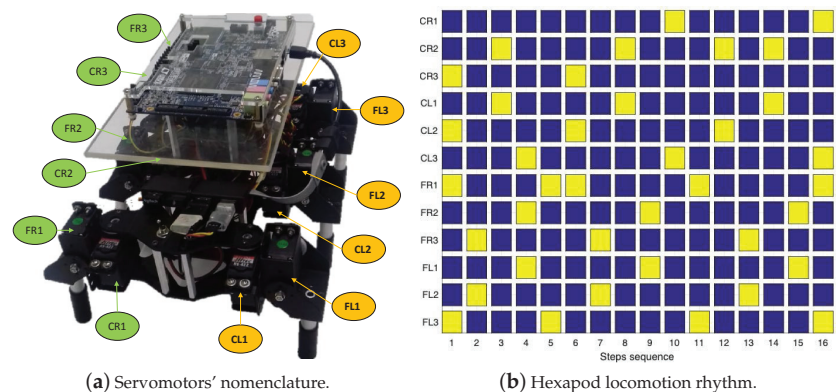 FR3
CL3
CR3
FL3
FR2
CR2
FL2
FR1
CL2
CR1
CL1
FL1
(a) Servomotors' nomenclature.
CR1
CR2
CR3
CL1
CL2
CL3
FR1
FR2
FR3
FL1
FL2
FL3
1 2 3 4 5 6 7 8 9 10 11 12 13 14 15 16
Steps sequence
(b) Hexapod locomotion rhythm.